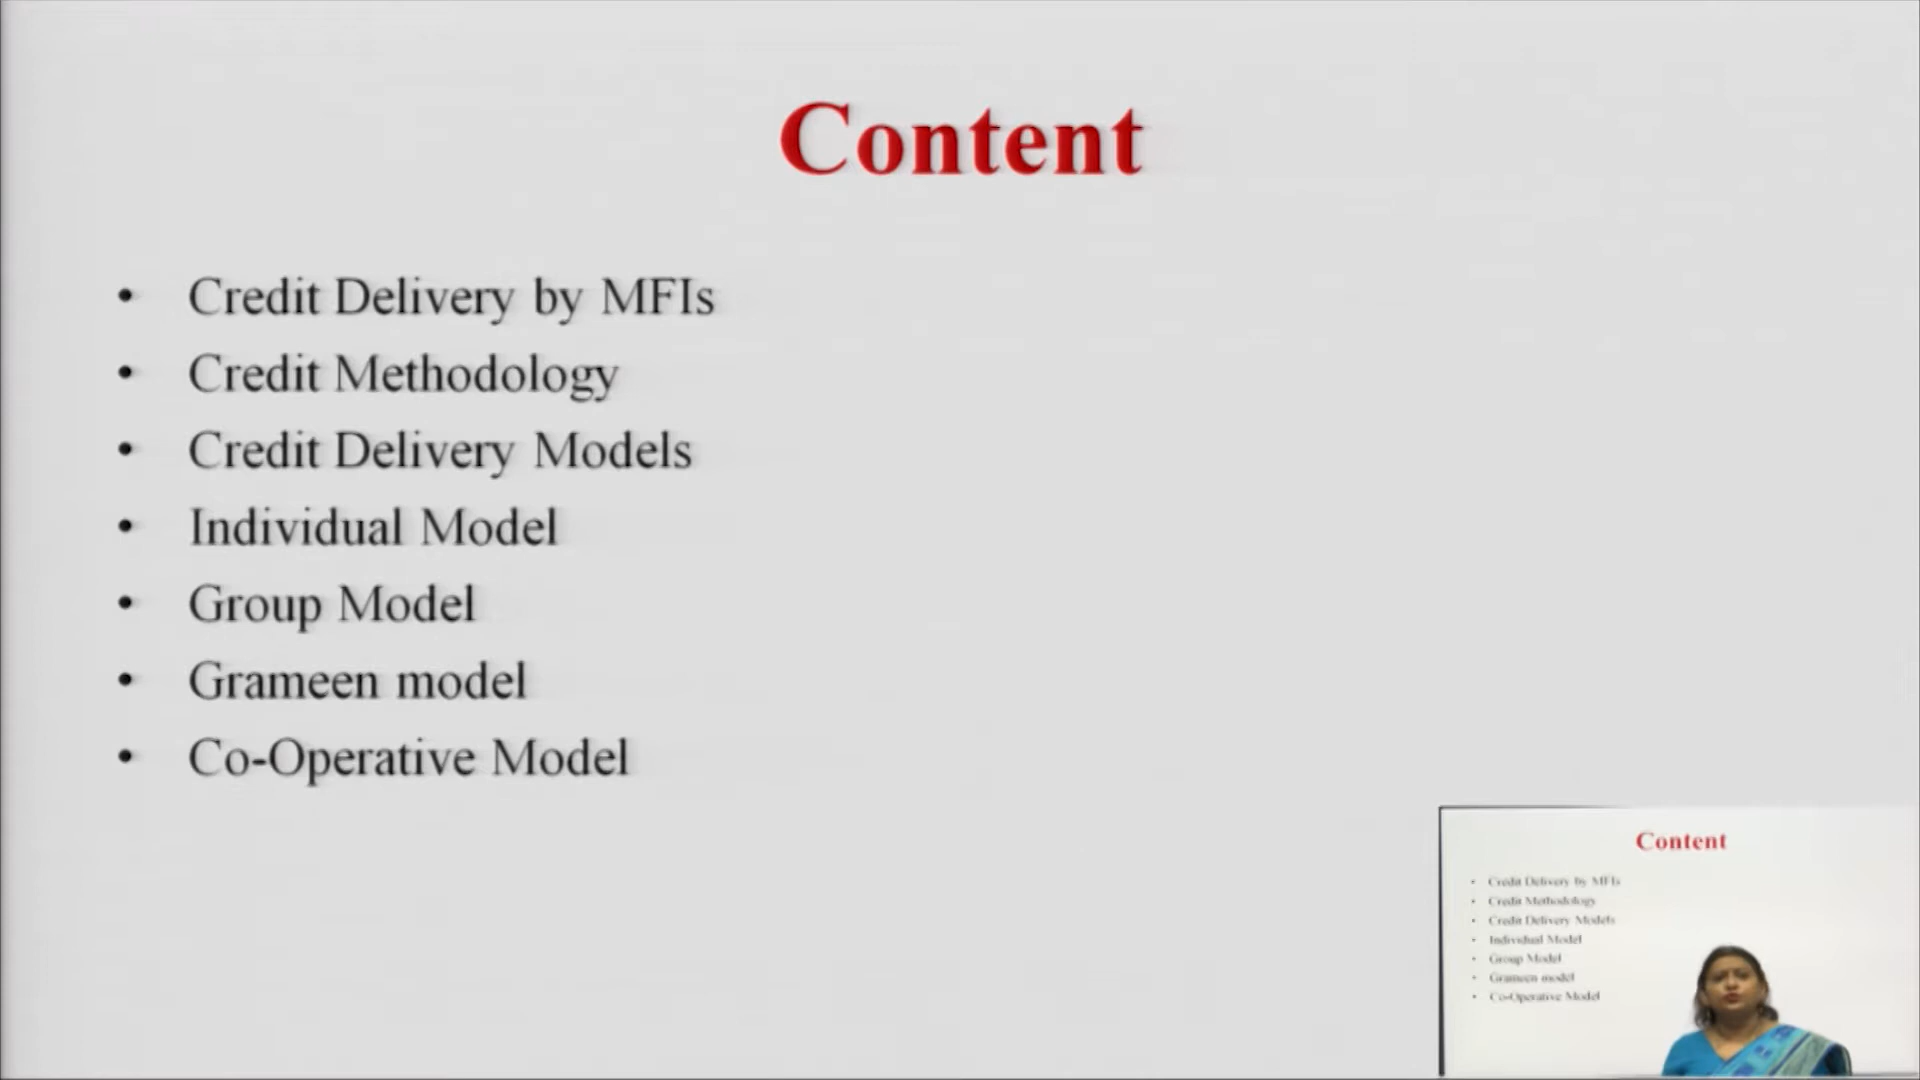 Content
• Credit Delivery by MFIs
• Credit Methodology
• Credit Delivery Models
• Individual Model
• Group Model
• Grameen model
• Co-Operative Model
Content
• Credit Delivery by MFIs
• Credit Methodology
• Credit Delivery Models
• Individual Model
• Group Model
• Grameen model
• Co-Operative Model